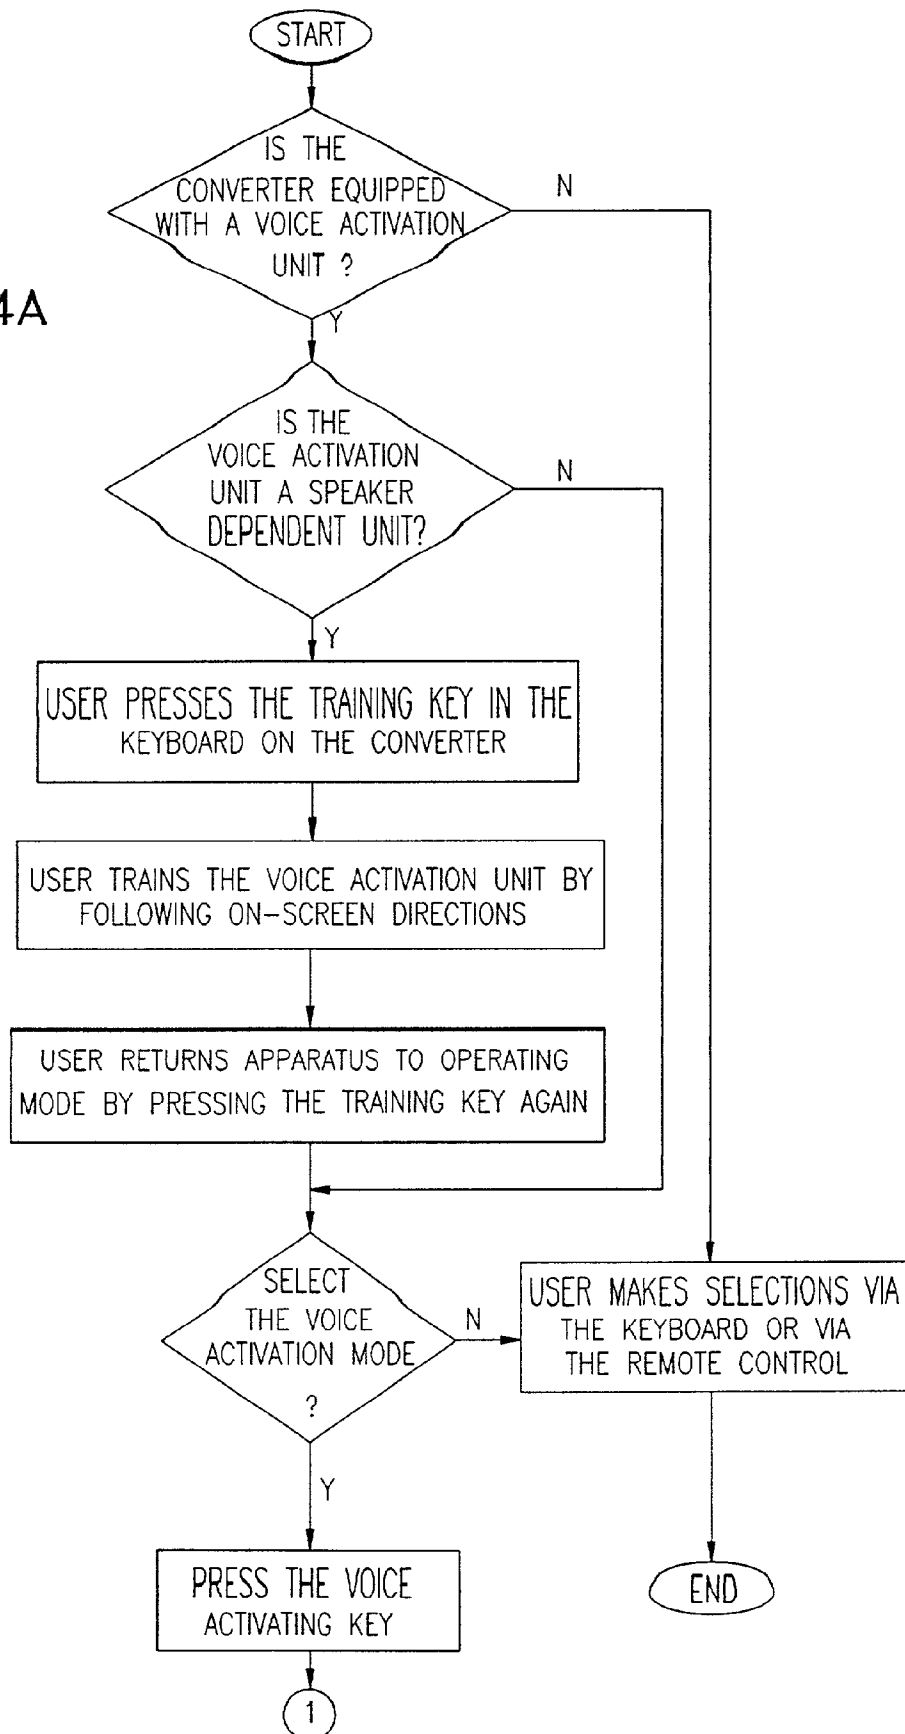 START
IS THE
CONVERTER EQUIPPED
WITH A VOICE ACTIVATION
UNIT ?
N
4A
Y
IS THE
VOICE ACTIVATION
UNIT A SPEAKER
DEPENDENT UNIT?
N
Y
USER PRESSES THE TRAINING KEY IN THE
KEYBOARD ON THE CONVERTER
USER TRAINS THE VOICE ACTIVATION UNIT BY
FOLLOWING ON-SCREEN DIRECTIONS
USER RETURNS APPARATUS TO OPERATING
MODE BY PRESSING THE TRAINING KEY AGAIN
SELECT
THE VOICE
ACTIVATION MODE
?
N
USER MAKES SELECTIONS VIA
THE KEYBOARD OR VIA
THE REMOTE CONTROL
Y
PRESS THE VOICE
ACTIVATING KEY
END
1